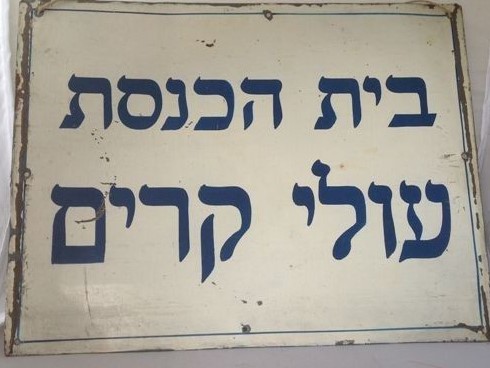 בית הכנסת
עולי קרים